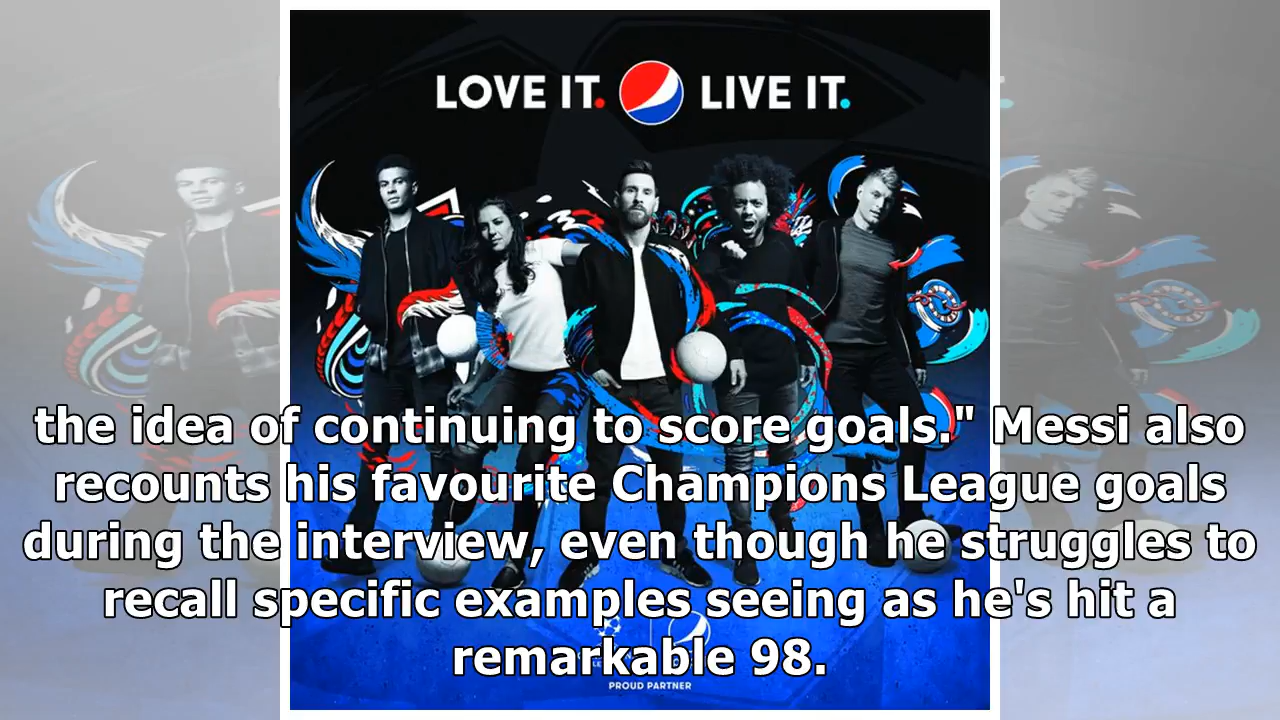 LOVE IT. LIVE IT.
the idea of continuing to score goals." Messi also
recounts his favourite Champions League goals
during the interview, even though he struggles to
recall specific examples seeing as he's hit a
remarkable 98.
PROUD PARTNER